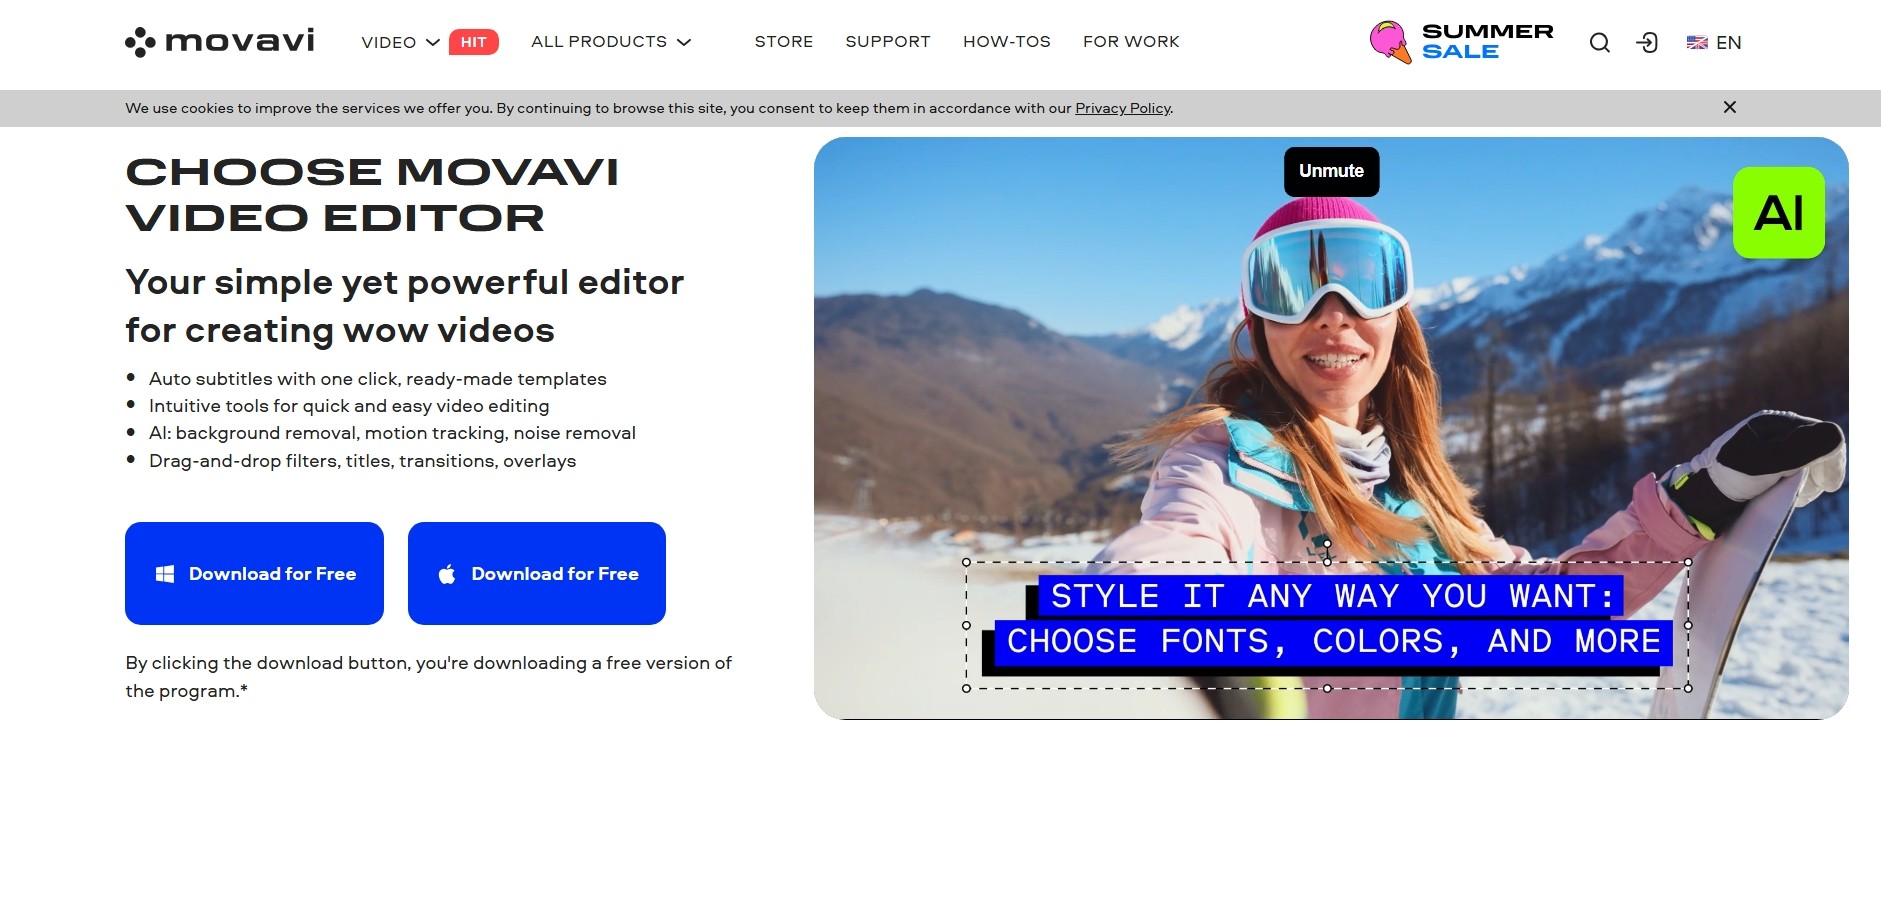 movavi
VIDEO HIT ALL PRODUCTS STORE SUPPORT HOW-TOS FOR WORK
SUMMER
SALE
EN
We use cookies to improve the services we offer you. By continuing to browse this site, you consent to keep them in accordance with our Privacy Policy.
CHOOSE MOVAVI
VIDEO EDITOR
Your simple yet powerful editor
for creating wow videos
Auto subtitles with one click, ready-made templates
Intuitive tools for quick and easy video editing
AI: background removal, motion tracking, noise removal
Drag-and-drop filters, titles, transitions, overlays
Download for Free
Download for Free
By clicking the download button, you're downloading a free version of
the program.*
Unmute
AI
STYLE IT ANY WAY YOU WANT:
CHOOSE FONTS, COLORS, AND MORE